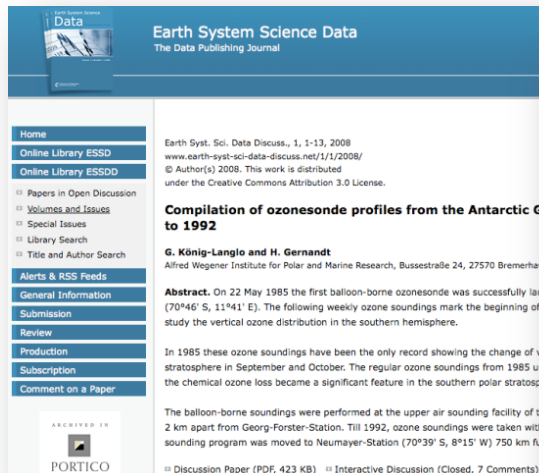 Earth System Science
Data
Earth System Science Data
The Data Publishing Journal
Home
Online Library ESSD
Online Library ESSDD
Papers in Open Discussion
Volumes and Issues
Special Issues
Library Search
Title and Author Search
Alerts & RSS Feeds
General Information
Submission
Review
Production
Subscription
Comment on a Paper
ARCHIVED IN
PORTICO
Earth Syst. Sci. Data Discuss., 1, 1-13, 2008
www.earth-syst-sci-data-discuss.net/1/1/2008/
© Author(s) 2008. This work is distributed
under the Creative Commons Attribution 3.0 License.
Compilation of ozonesonde profiles from the Antarctic G
to 1992
G. König-Langlo and H. Gernandt
Alfred Wegener Institute for Polar and Marine Research, Bussestraße 24, 27570 Bremerha
Abstract. On 22 May 1985 the first balloon-borne ozonesonde was successfully la
(70°46' S, 11°41' E). The following weekly ozone soundings mark the beginning of
study the vertical ozone distribution in the southern hemisphere.
In 1985 these ozone soundings have been the only record showing the change of v
stratosphere in September and October. The regular ozone soundings from 1985 u
the chemical ozone loss became a significant feature in the southern polar stratosp
The balloon-borne soundings were performed at the upper air sounding facility of t
2 km apart from Georg-Forster-Station. Till 1992, ozone soundings were taken wit
sounding program was moved to Neumayer-Station (70°39' S, 8°15' W) 750 km fu
Discussion Paper (PDF, 423 KB) Interactive Discussion (Closed, 7 Comments)